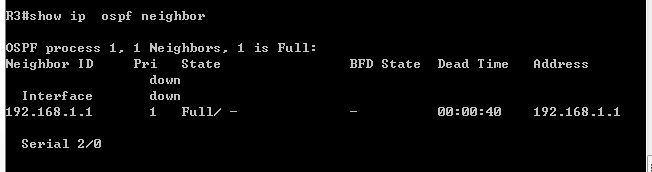 R3#show ip  ospf neighbor
OSPF process 1, 1 Neighbors, 1 is Full:
Neighbor ID     Pri   State                BFD State  Dead Time   Address
down
Interface       down
192.168.1.1      1   Full/ -              -          00:00:40    192.168.1.1
Serial 2/0